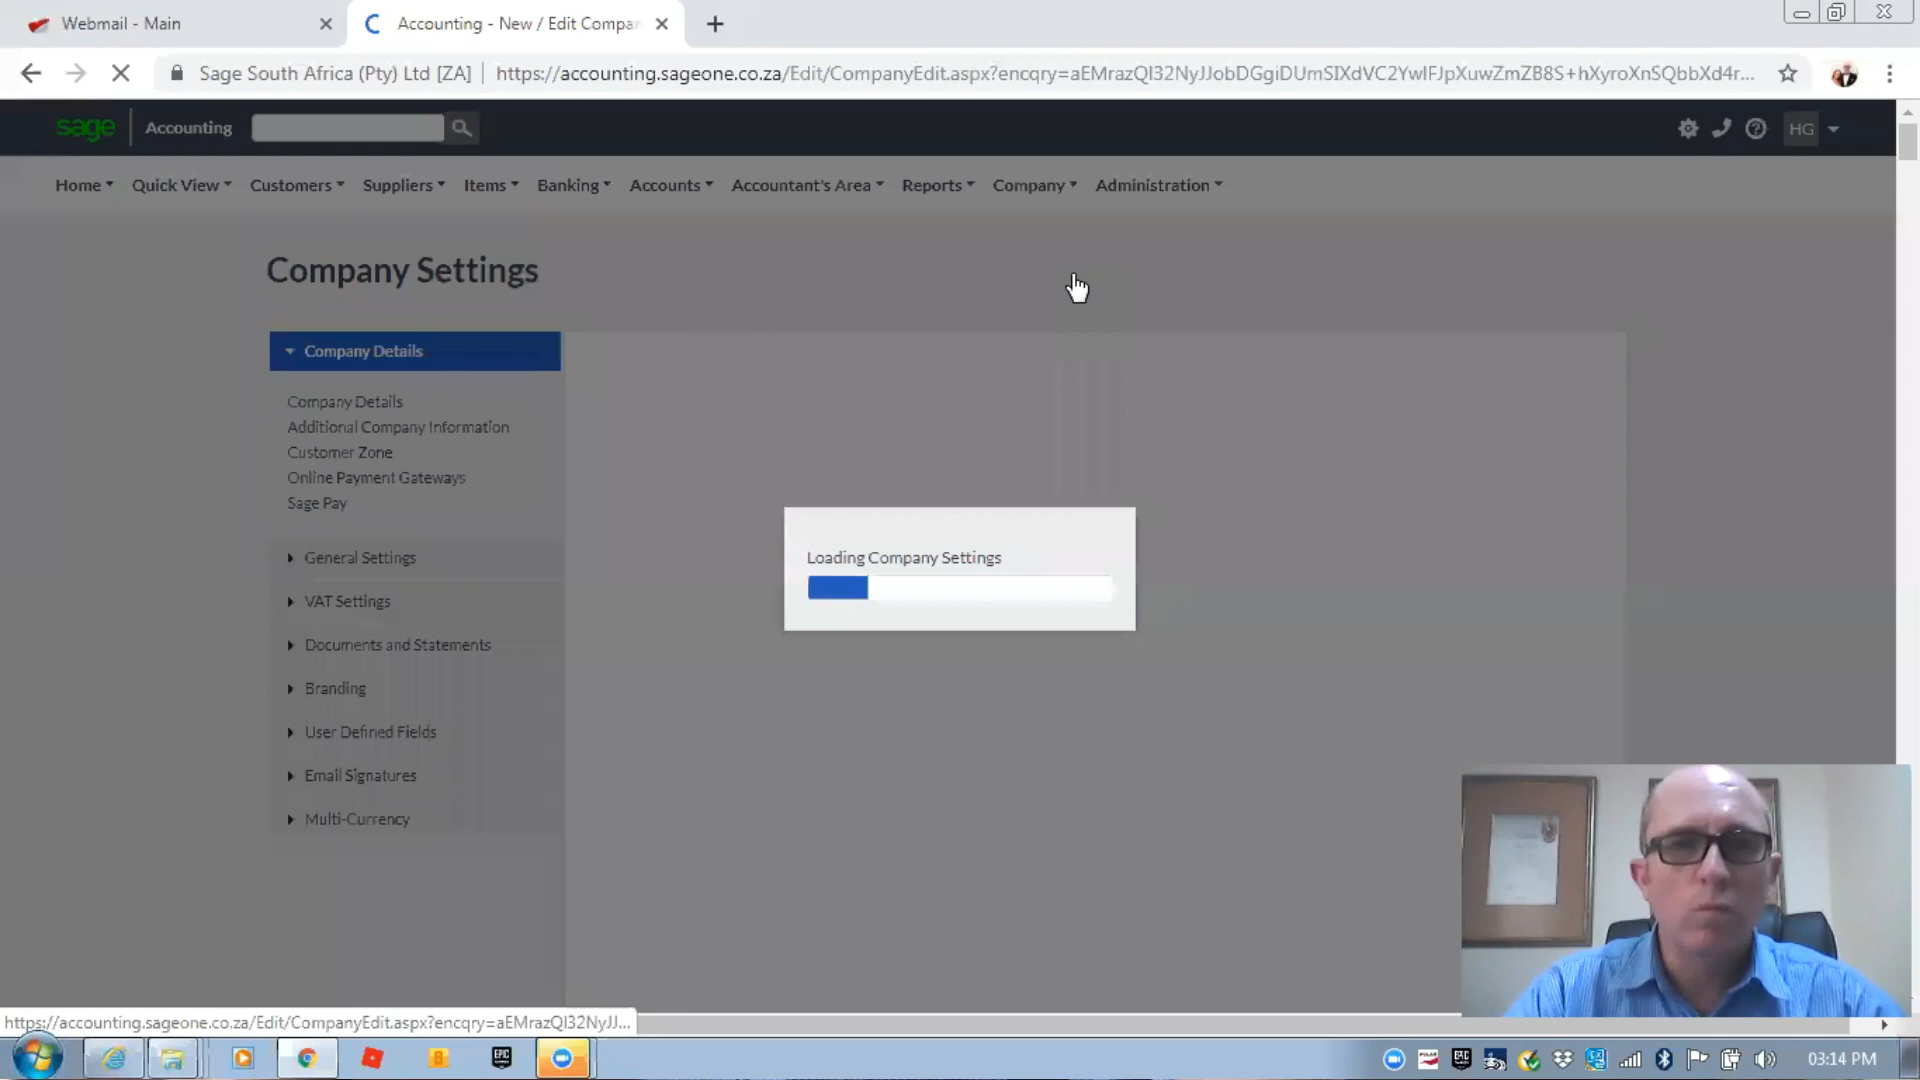 Webmail - Main
Accounting - New / Edit Compan
Sage South Africa (Pty) Ltd [ZA] | https://accounting.sageone.co.za/Edit/CompanyEdit.aspx?encqry=aEMrazQl32NyJJobDGgiDUmSIXdVC2YwlFJpXuwZmZB8S+hXyroXnSQbbXd4r...
sage Accounting
HG
Home Quick View Customers Suppliers Items Banking Accounts Accountant's Area Reports Company Administration
Company Settings
Company Details
Company Details
Additional Company Information
Customer Zone
Online Payment Gateways
Sage Pay
Loading Company Settings
General Settings
VAT Settings
Documents and Statements
Branding
User Defined Fields
Email Signatures
Multi-Currency
https://accounting.sageone.co.za/Edit/CompanyEdit.aspx?encqry=aEMrazQl32NyJJ...
EPIC
03:14 PM